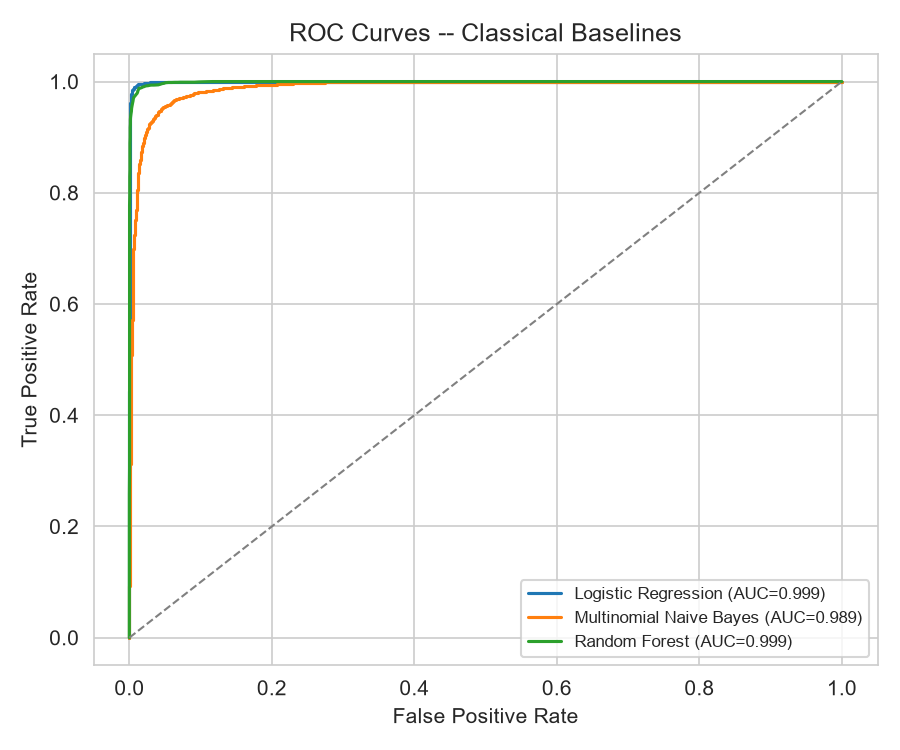 ROC Curves -- Classical Baselines
True Positive Rate
1.0
0.8
0.6
0.4
0.2
0.0
0.0 0.2 0.4 0.6 0.8 1.0
False Positive Rate
Logistic Regression (AUC=0.999)
Multinomial Naive Bayes (AUC=0.989)
Random Forest (AUC=0.999)